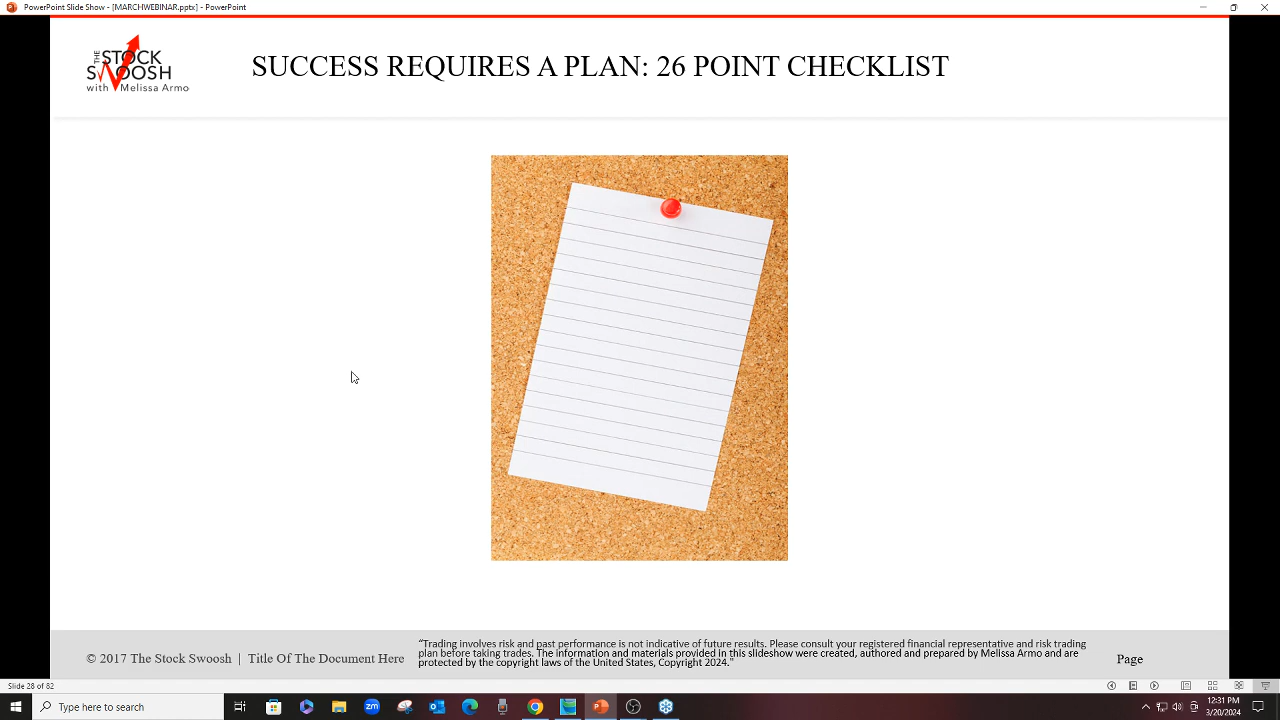 PowerPoint Slide Show - [MARCHWEBINAR.pptx] - PowerPoint
THE STOCK
SWOOSH
with Melissa Armo
SUCCESS REQUIRES A PLAN: 26 POINT CHECKLIST
© 2017 The Stock Swoosh | Title Of The Document Here
“Trading involves risk and past performance is not indicative of future results. Please consult your registered financial representative and risk trading
plan before taking trades. The information and materials provided in this slideshow were created, authored and prepared by Melissa Armo and are
protected by the copyright laws of the United States, Copyright 2024."
Page
Slide 28 of 82
Type here to search
12:31 PM
3/20/2024